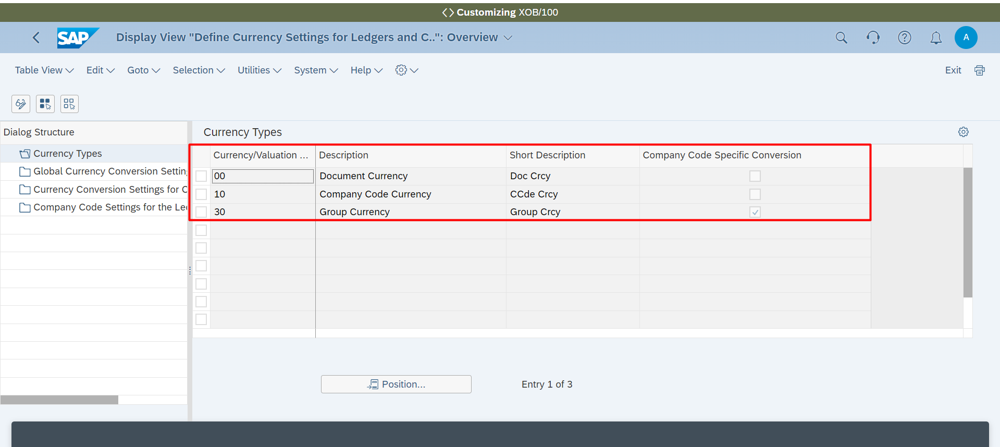 Customizing XOB/100
SAP
Display View "Define Currency Settings for Ledgers and C..": Overview
A
Table View Edit Goto Selection Utilities System Help
Exit
Dialog Structure
Currency Types
Global Currency Conversion Settin
Currency Conversion Settings for C
Company Code Settings for the Le
Currency Types
Currency/Valuation ... Description Short Description Company Code Specific Conversion
00 Document Currency Doc Crcy
10 Company Code Currency CCde Crcy
30 Group Currency Group Crcy
Position...
Entry 1 of 3